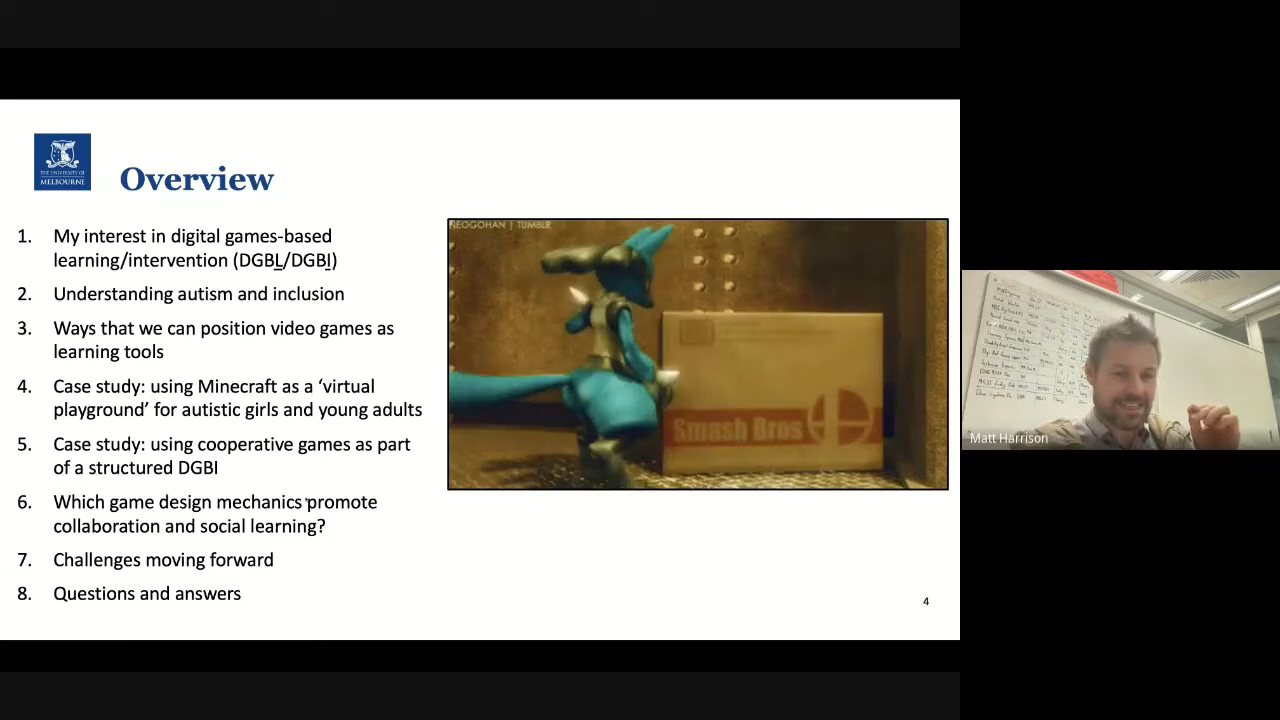 THE UNIVERSITY OF
MELBOURNE
Overview
1. My interest in digital games-based
learning/intervention (DGBL/DGBI)
2. Understanding autism and inclusion
3. Ways that we can position video games as
learning tools
4. Case study: using Minecraft as a ‘virtual
playground’ for autistic girls and young adults
5. Case study: using cooperative games as part
of a structured DGBI
6. Which game design mechanics promote
collaboration and social learning?
7. Challenges moving forward
8. Questions and answers
NEOGOHAN | TUMBLR
Smash Bros
4
Matt Harrison